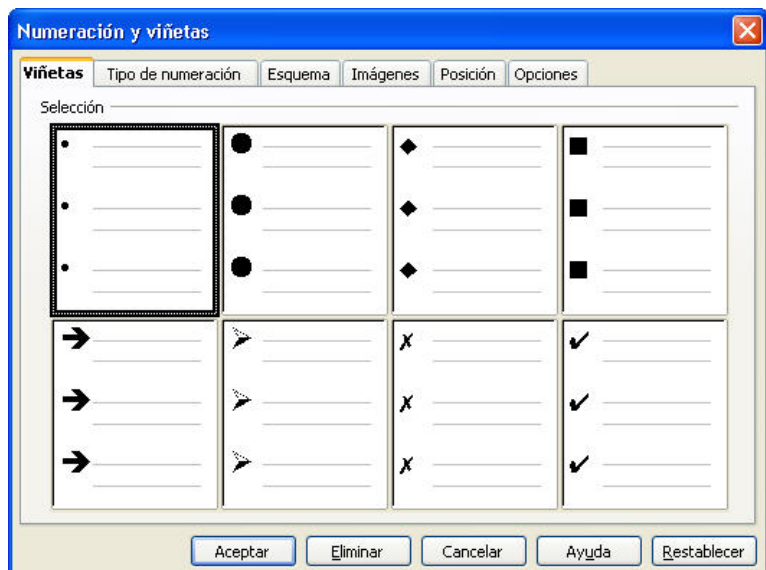 Numeración y viñetas
Viñetas Tipo de numeración Esquema Imágenes Posición Opciones
Selección
Aceptar Eliminar Cancelar Ayuda Restablecer